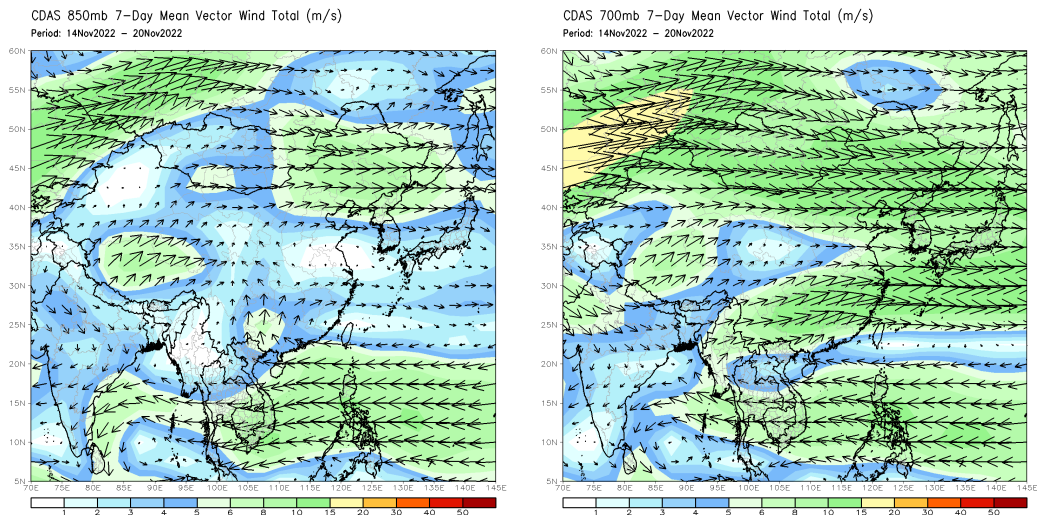 CDAS 850mb 7-Day Mean Vector Wind Total (m/s)
Period: 14Nov2022 – 20Nov2022
60N
55N
50N
45N
40N
35N
30N
25N
20N
15N
10N
5N
70E 75E 80E 85E 90E 95E 100E 105E 110E 115E 120E 125E 130E 135E 140E 145E
1 2 3 4 5 6 8 10 15 20 30 40 50
CDAS 700mb 7-Day Mean Vector Wind Total (m/s)
Period: 14Nov2022 – 20Nov2022
60N
55N
50N
45N
40N
35N
30N
25N
20N
15N
10N
5N
70E 75E 80E 85E 90E 95E 100E 105E 110E 115E 120E 125E 130E 135E 140E 145E
1 2 3 4 5 6 8 10 15 20 30 40 50